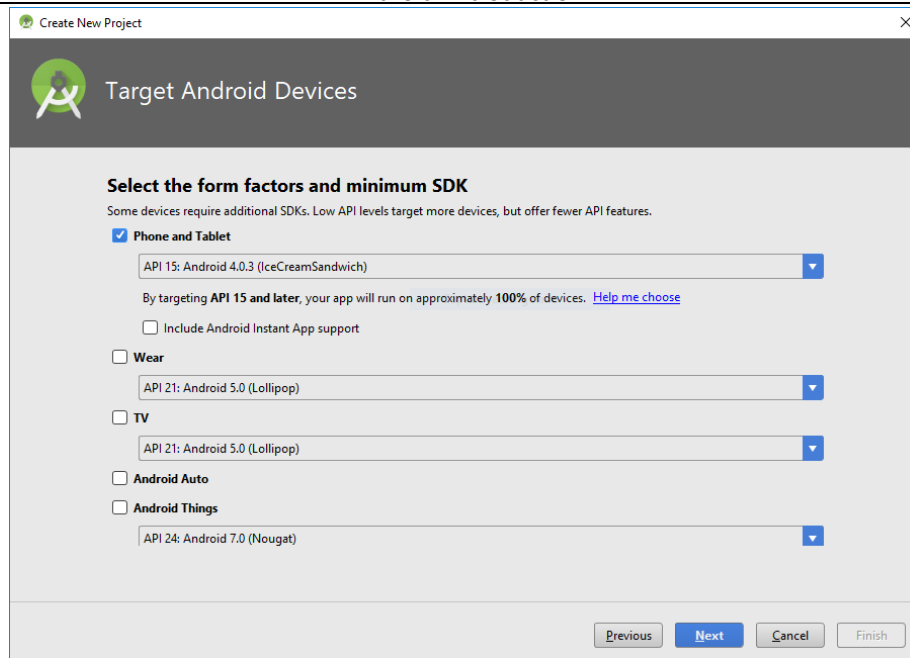 Create New Project
Target Android Devices
Select the form factors and minimum SDK
Some devices require additional SDKs. Low API levels target more devices, but offer fewer API features.
Phone and Tablet
API 15: Android 4.0.3 (IceCreamSandwich)
By targeting API 15 and later, your app will run on approximately 100% of devices. Help me choose
Include Android Instant App support
Wear
API 21: Android 5.0 (Lollipop)
TV
API 21: Android 5.0 (Lollipop)
Android Auto
Android Things
API 24: Android 7.0 (Nougat)
Previous Next Cancel Finish